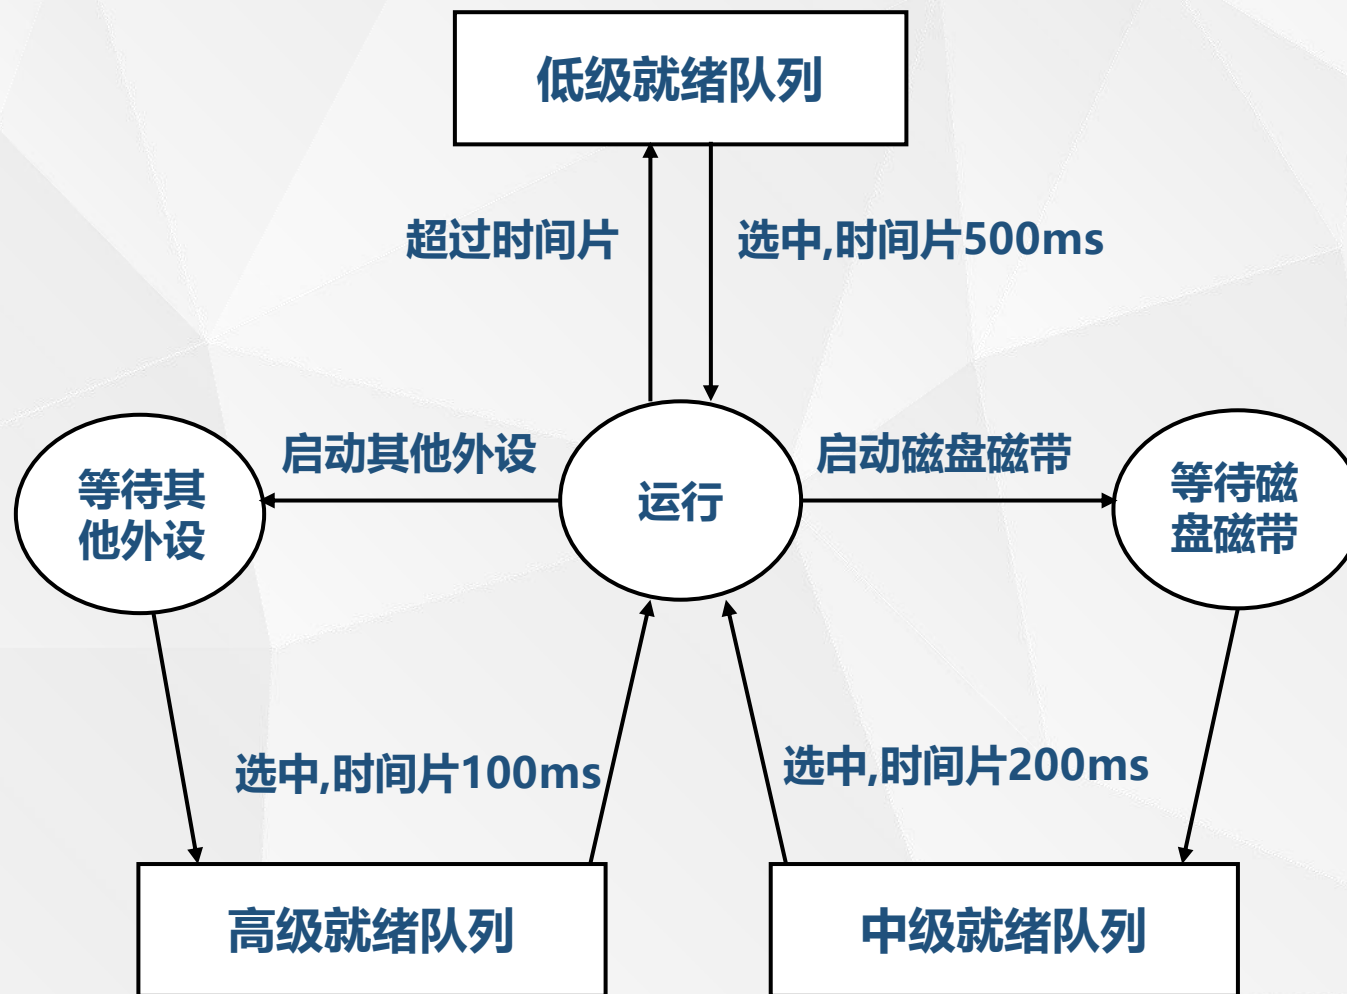 低级就绪队列
超过时间片
选中,时间片500ms
启动其他外设
启动磁盘磁带
等待其
他外设
运行
等待磁
盘磁带
选中,时间片100ms
选中,时间片200ms
高级就绪队列
中级就绪队列